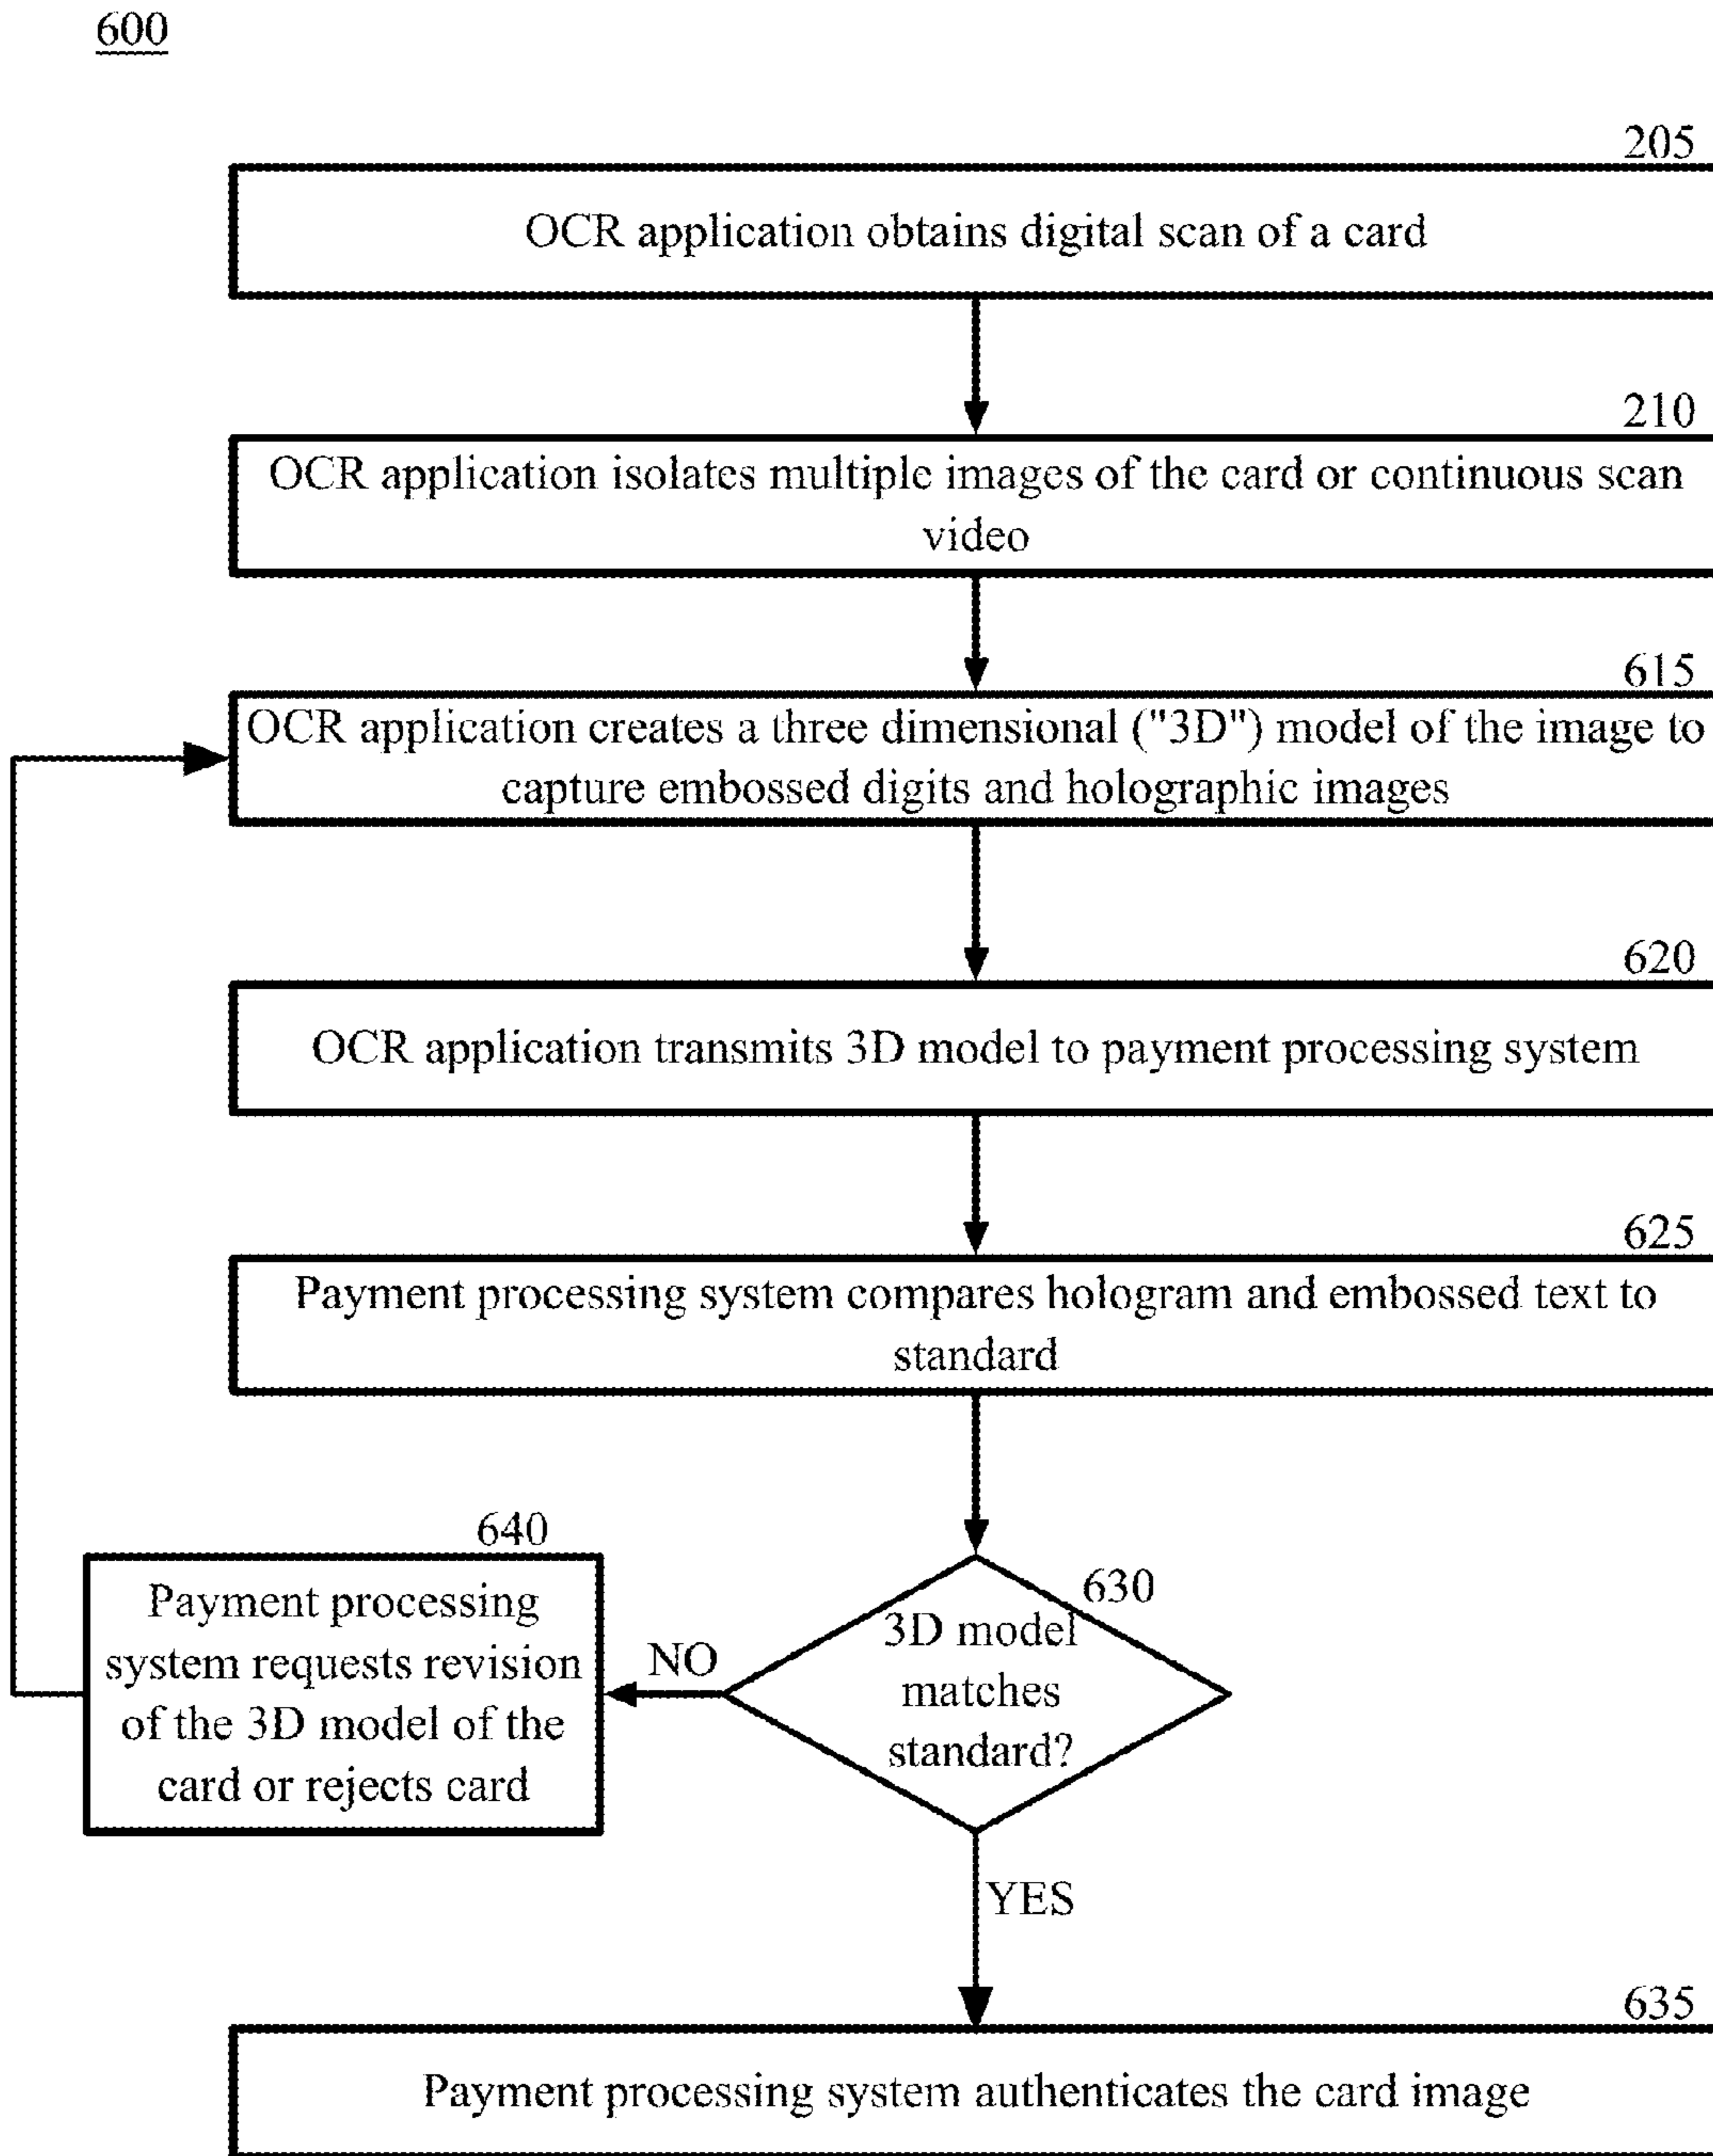 600
205
OCR application obtains digital scan of a card
210
OCR application isolates multiple images of the card or continuous scan
video
615
OCR application creates a three dimensional ("3D") model of the image to
capture embossed digits and holographic images
620
OCR application transmits 3D model to payment processing system
625
Payment processing system compares hologram and embossed text to
standard
640
Payment processing
system requests revision
of the 3D model of the
card or rejects card
NO
630
3D model
matches
standard?
YES
635
Payment processing system authenticates the card image